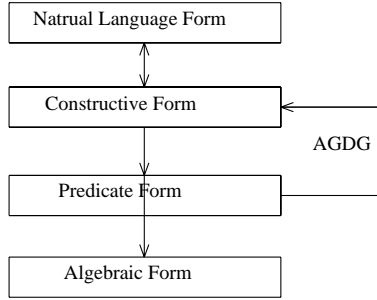 Natrual Language Form
Constructive Form
AGDG
Predicate Form
Algebraic Form